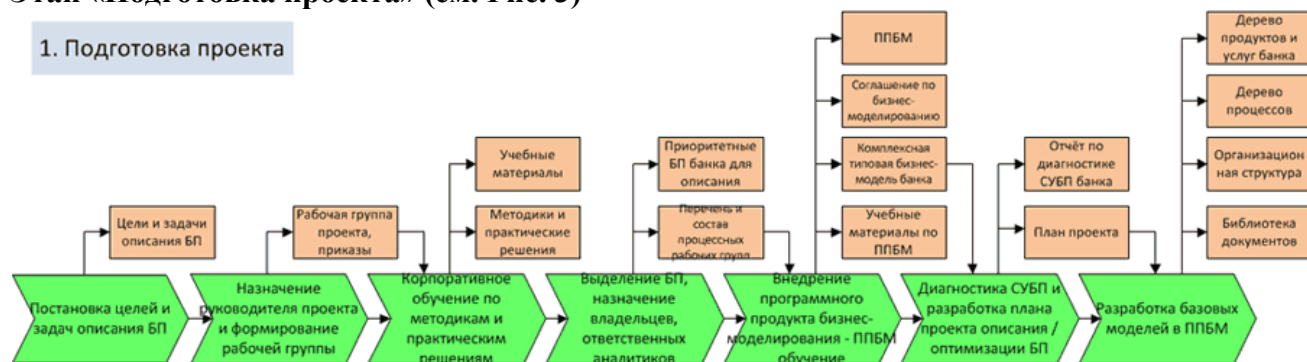 Этап «Подготовка проекта» (см. Рис. 3)
1. Подготовка проекта
Цели и задачи
описания БП
Рабочая группа
проекта,
приказы
Учебные
материалы
Методики и
практические
решения
Приоритетные
БП банка для
описания
Перечень и
состав
процессных
рабочих групп
ППБМ
Соглашение по
бизнес-
моделированию
Комплексная
типовая бизнес-
модель банка
Учебные
материалы по
ППБМ
Отчёт по
диагностике
СУБП банка
План проекта
Дерево
продуктов и
услуг банка
Дерево
процессов
Организацион
ная структура
Библиотека
документов
Постановка целей и
задач описания БП
Назначение
руководителя проекта
и формирование
рабочей группы
Корпоративное
обучение по
методикам и
практическим
решениям
Выделение БП,
назначение
владельцев,
ответственных
аналитиков
Внедрение
программного
продукта бизнес-
моделирования - ППБМ
обучение
Диагностика СУБП и
разработка плана
проекта описания /
оптимизации БП
Разработка базовых
моделей в ППБМ